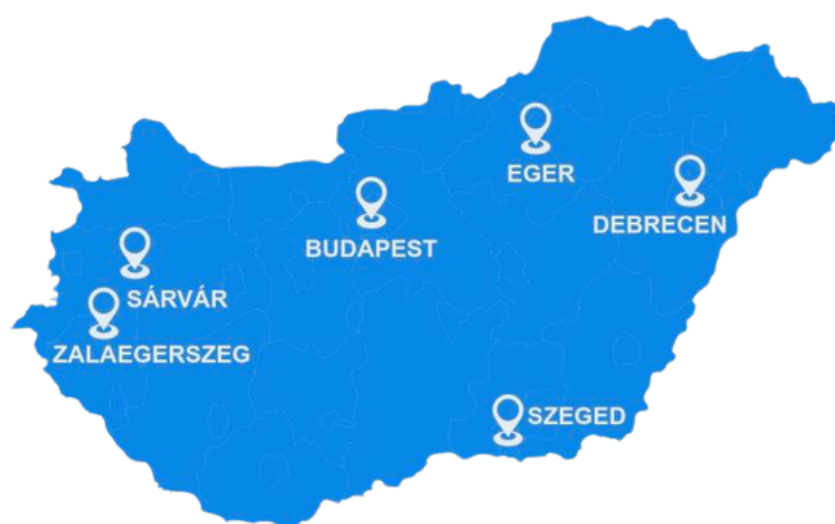 EGER
DEBRECEN
BUDAPEST
SÁRVÁR
ZALAEGERSZEG
SZEGED